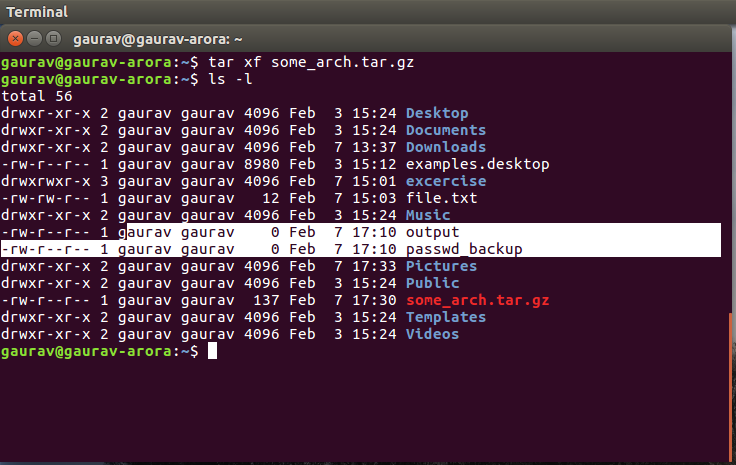 Terminal
gaurav@gaurav-arora: ~
gaurav@gaurav-arora:~$ tar xf some_arch.tar.gz
gaurav@gaurav-arora:~$ ls -l
total 56
drwxr-xr-x 2 gaurav gaurav 4096 Feb  3 15:24 Desktop
drwxr-xr-x 2 gaurav gaurav 4096 Feb  3 15:24 Documents
drwxr-xr-x 2 gaurav gaurav 4096 Feb  7 13:37 Downloads
-rw-r--r-- 1 gaurav gaurav 8980 Feb  3 15:12 examples.desktop
drwxrwxr-x 3 gaurav gaurav 4096 Feb  7 15:01 excercise
-rw-rw-r-- 1 gaurav gaurav   12 Feb  7 15:03 file.txt
drwxr-xr-x 2 gaurav gaurav 4096 Feb  3 15:24 Music
-rw-r--r-- 1 gaurav gaurav    0 Feb  7 17:10 output
-rw-r--r-- 1 gaurav gaurav    0 Feb  7 17:10 passwd_backup
drwxr-xr-x 2 gaurav gaurav 4096 Feb  7 17:33 Pictures
drwxr-xr-x 2 gaurav gaurav 4096 Feb  3 15:24 Public
-rw-r--r-- 1 gaurav gaurav  137 Feb  7 17:30 some_arch.tar.gz
drwxr-xr-x 2 gaurav gaurav 4096 Feb  3 15:24 Templates
drwxr-xr-x 2 gaurav gaurav 4096 Feb  3 15:24 Videos
gaurav@gaurav-arora:~$